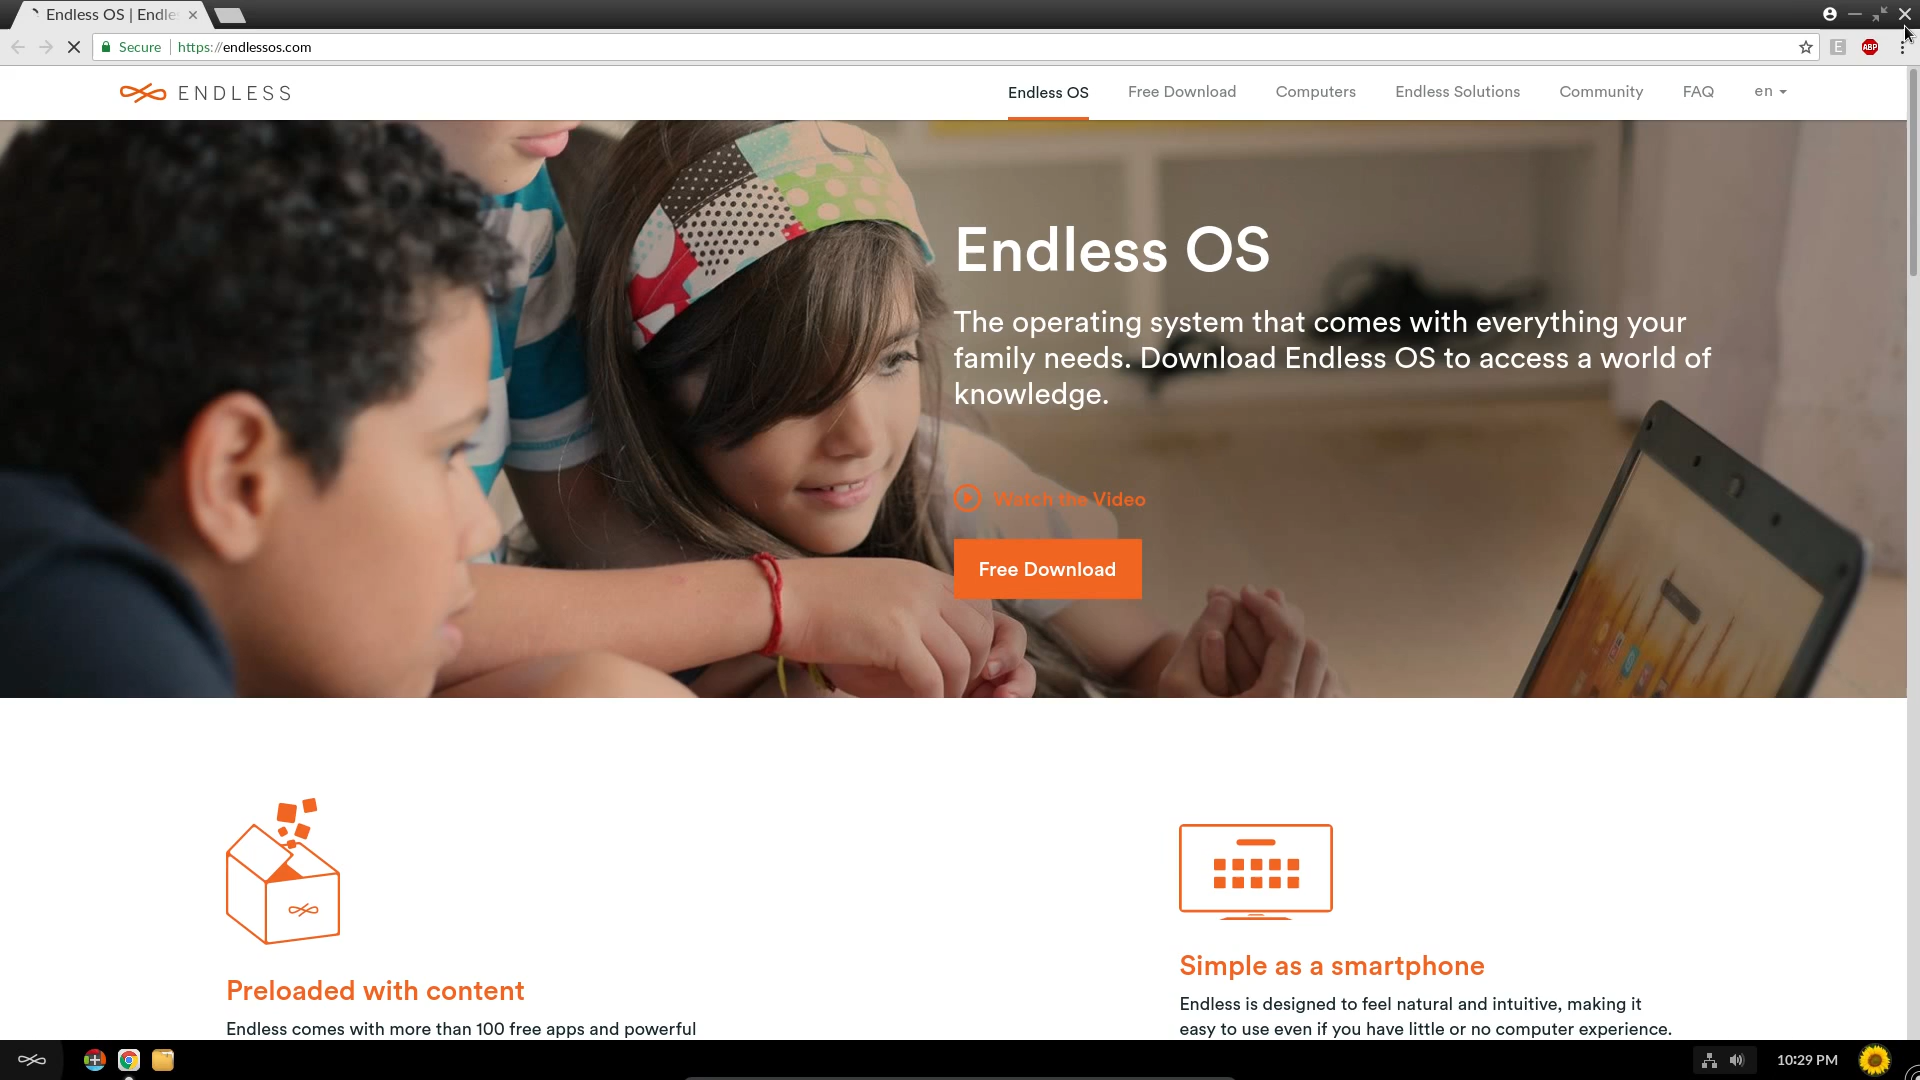 Endless OS | Endle
Secure
https://endlessos.com
E
ABP
ENDLESS
Endless OS
Free Download
Computers
Endless Solutions
Community
FAQ
en
Endless OS
The operating system that comes with everything your
family needs. Download Endless OS to access a world of
knowledge.
Watch the Video
Free Download
Preloaded with content
Endless comes with more than 100 free apps and powerful
Simple as a smartphone
Endless is designed to feel natural and intuitive, making it
easy to use even if you have little or no computer experience.
10:29 PM